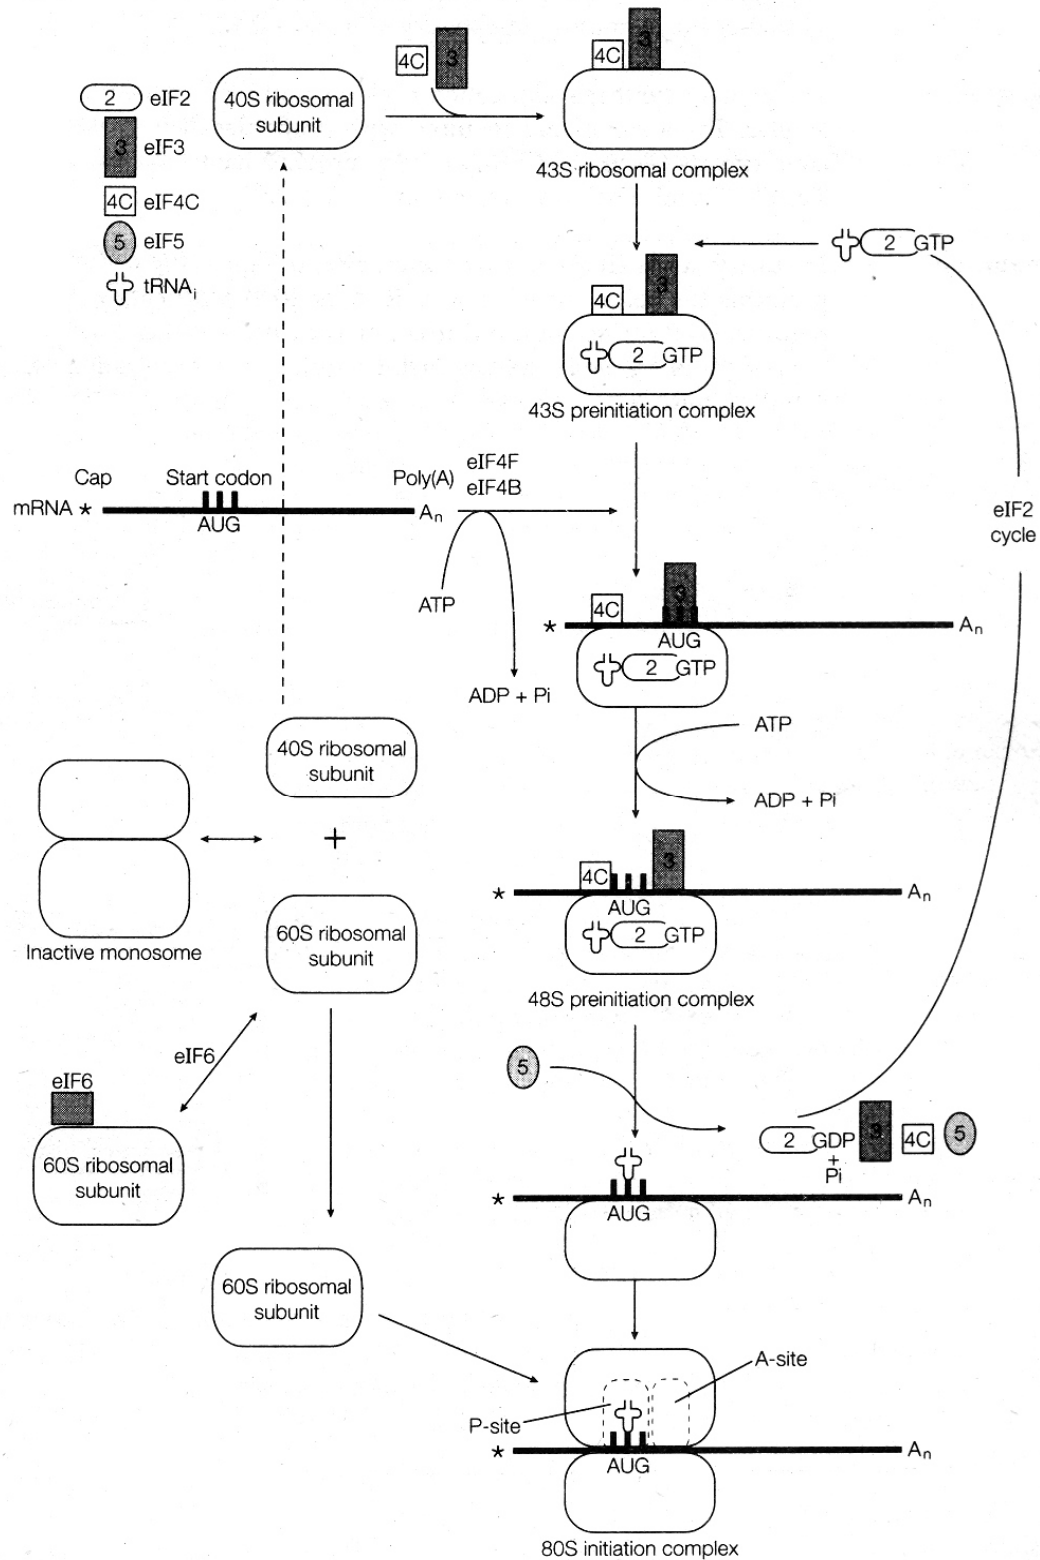 4C 3
4C 3
2 eIF2
3 eIF3
4C eIF4C
5 eIF5
tRNAi
40S ribosomal
subunit
43S ribosomal complex
2 GTP
4C 3
2 GTP
43S preinitiation complex
Cap
Start codon
Poly(A)
eIF4F
eIF4B
mRNA *
AUG
An
ATP
ADP + Pi
eIF2
cycle
4C 3
* An
AUG
2 GTP
40S ribosomal
subunit
ATP
ADP + Pi
+
4C 3
* An
AUG
2 GTP
48S preinitiation complex
60S ribosomal
subunit
Inactive monosome
eIF6
eIF6
60S ribosomal
subunit
5
2 GDP
+
Pi
3 4C 5
* An
AUG
60S ribosomal
subunit
A-site
P-site
* An
AUG
80S initiation complex